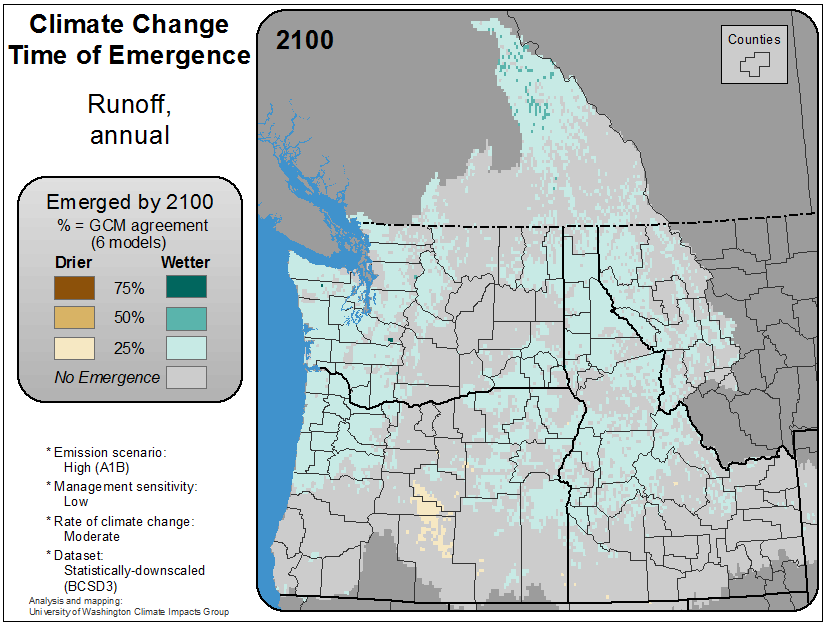 Climate Change
Time of Emergence
Runoff,
annual
Emerged by 2100
% = GCM agreement
(6 models)
Drier Wetter
75%
50%
25%
No Emergence
* Emission scenario:
High (A1B)
* Management sensitivity:
Low
* Rate of climate change:
Moderate
* Dataset:
Statistically-downscaled
(BCSD3)
Analysis and mapping:
University of Washington Climate Impacts Group
2100
Counties